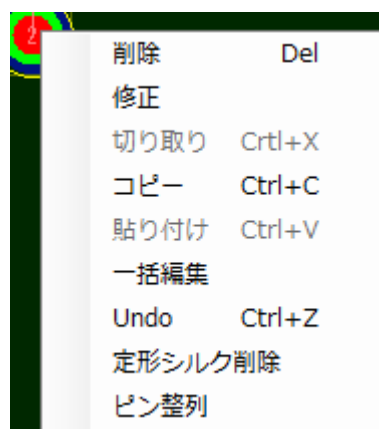 2
削除 Del
修正
切り取り Crtl+X
コピー Ctrl+C
貼り付け Ctrl+V
一括編集
Undo Ctrl+Z
定形シルク削除
ピン整列